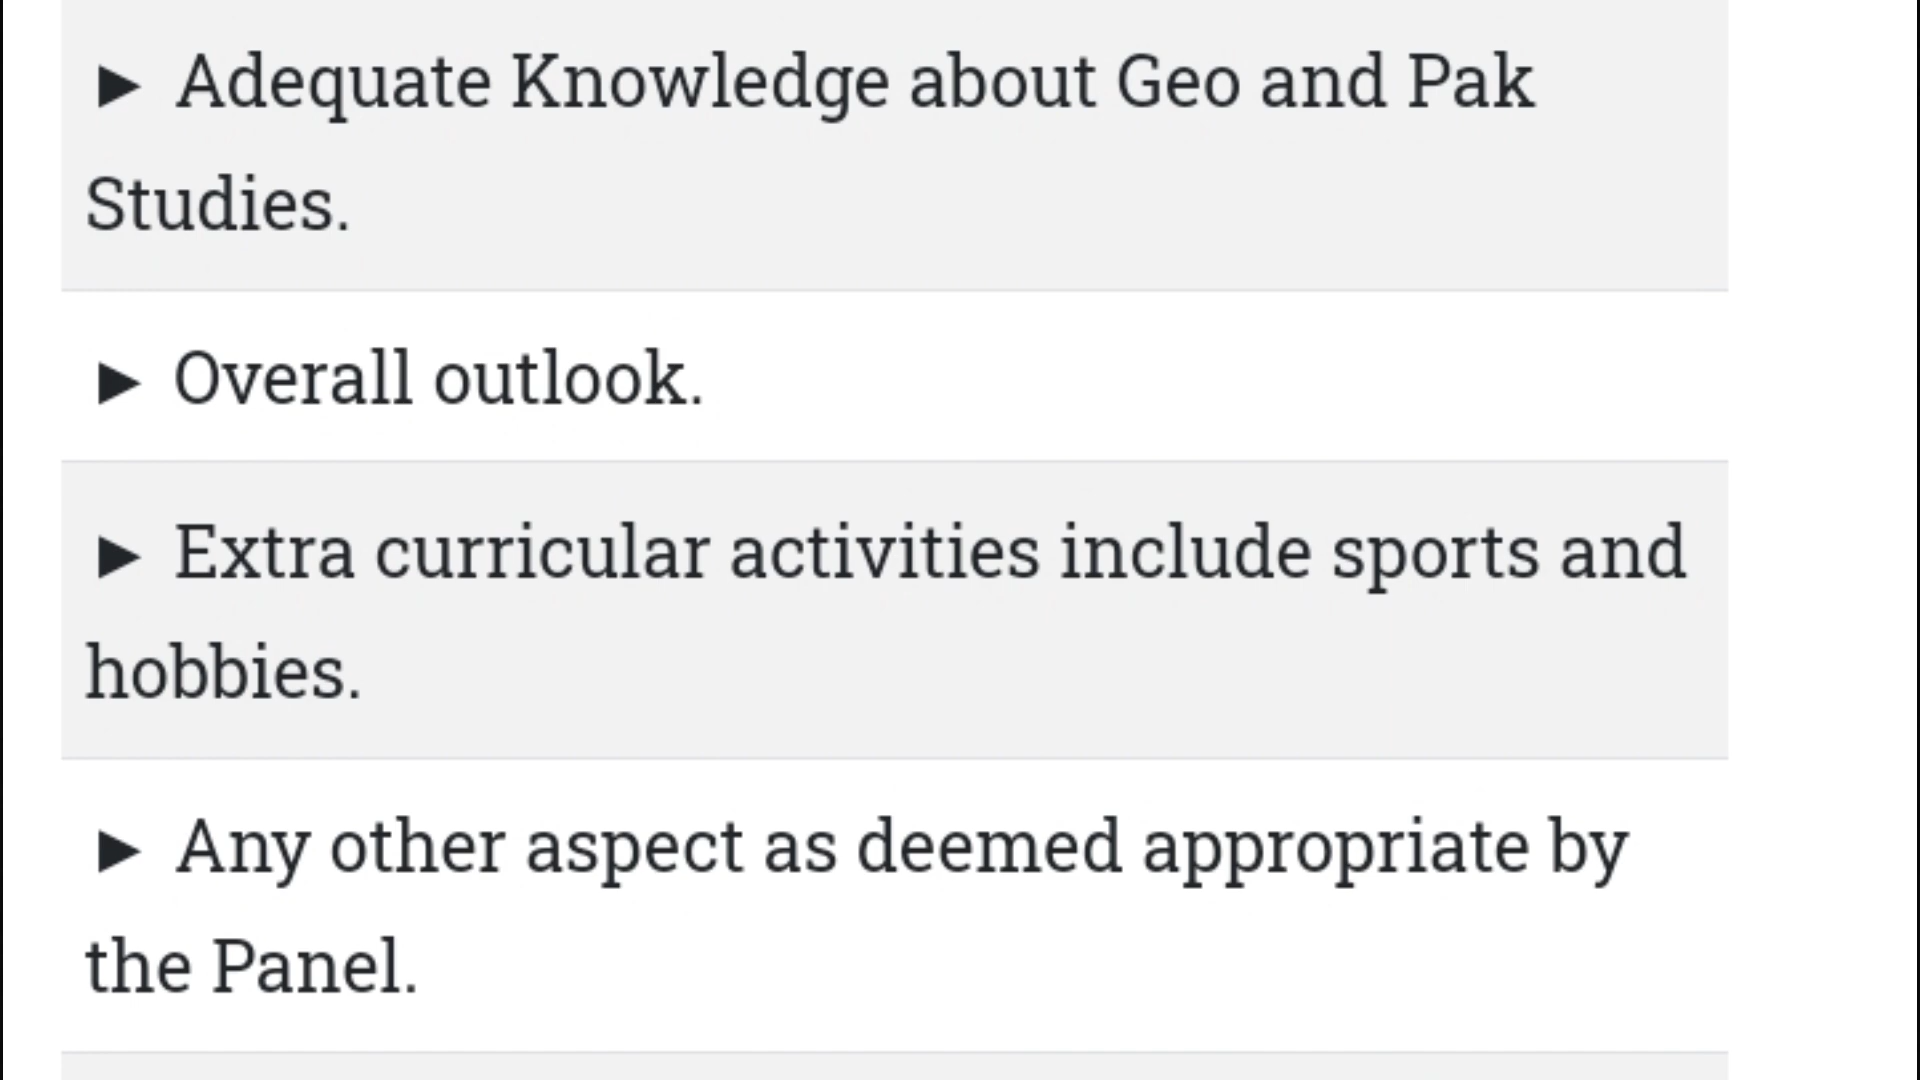 ► Adequate Knowledge about Geo and Pak
Studies.
► Overall outlook.
► Extra curricular activities include sports and
hobbies.
► Any other aspect as deemed appropriate by
the Panel.